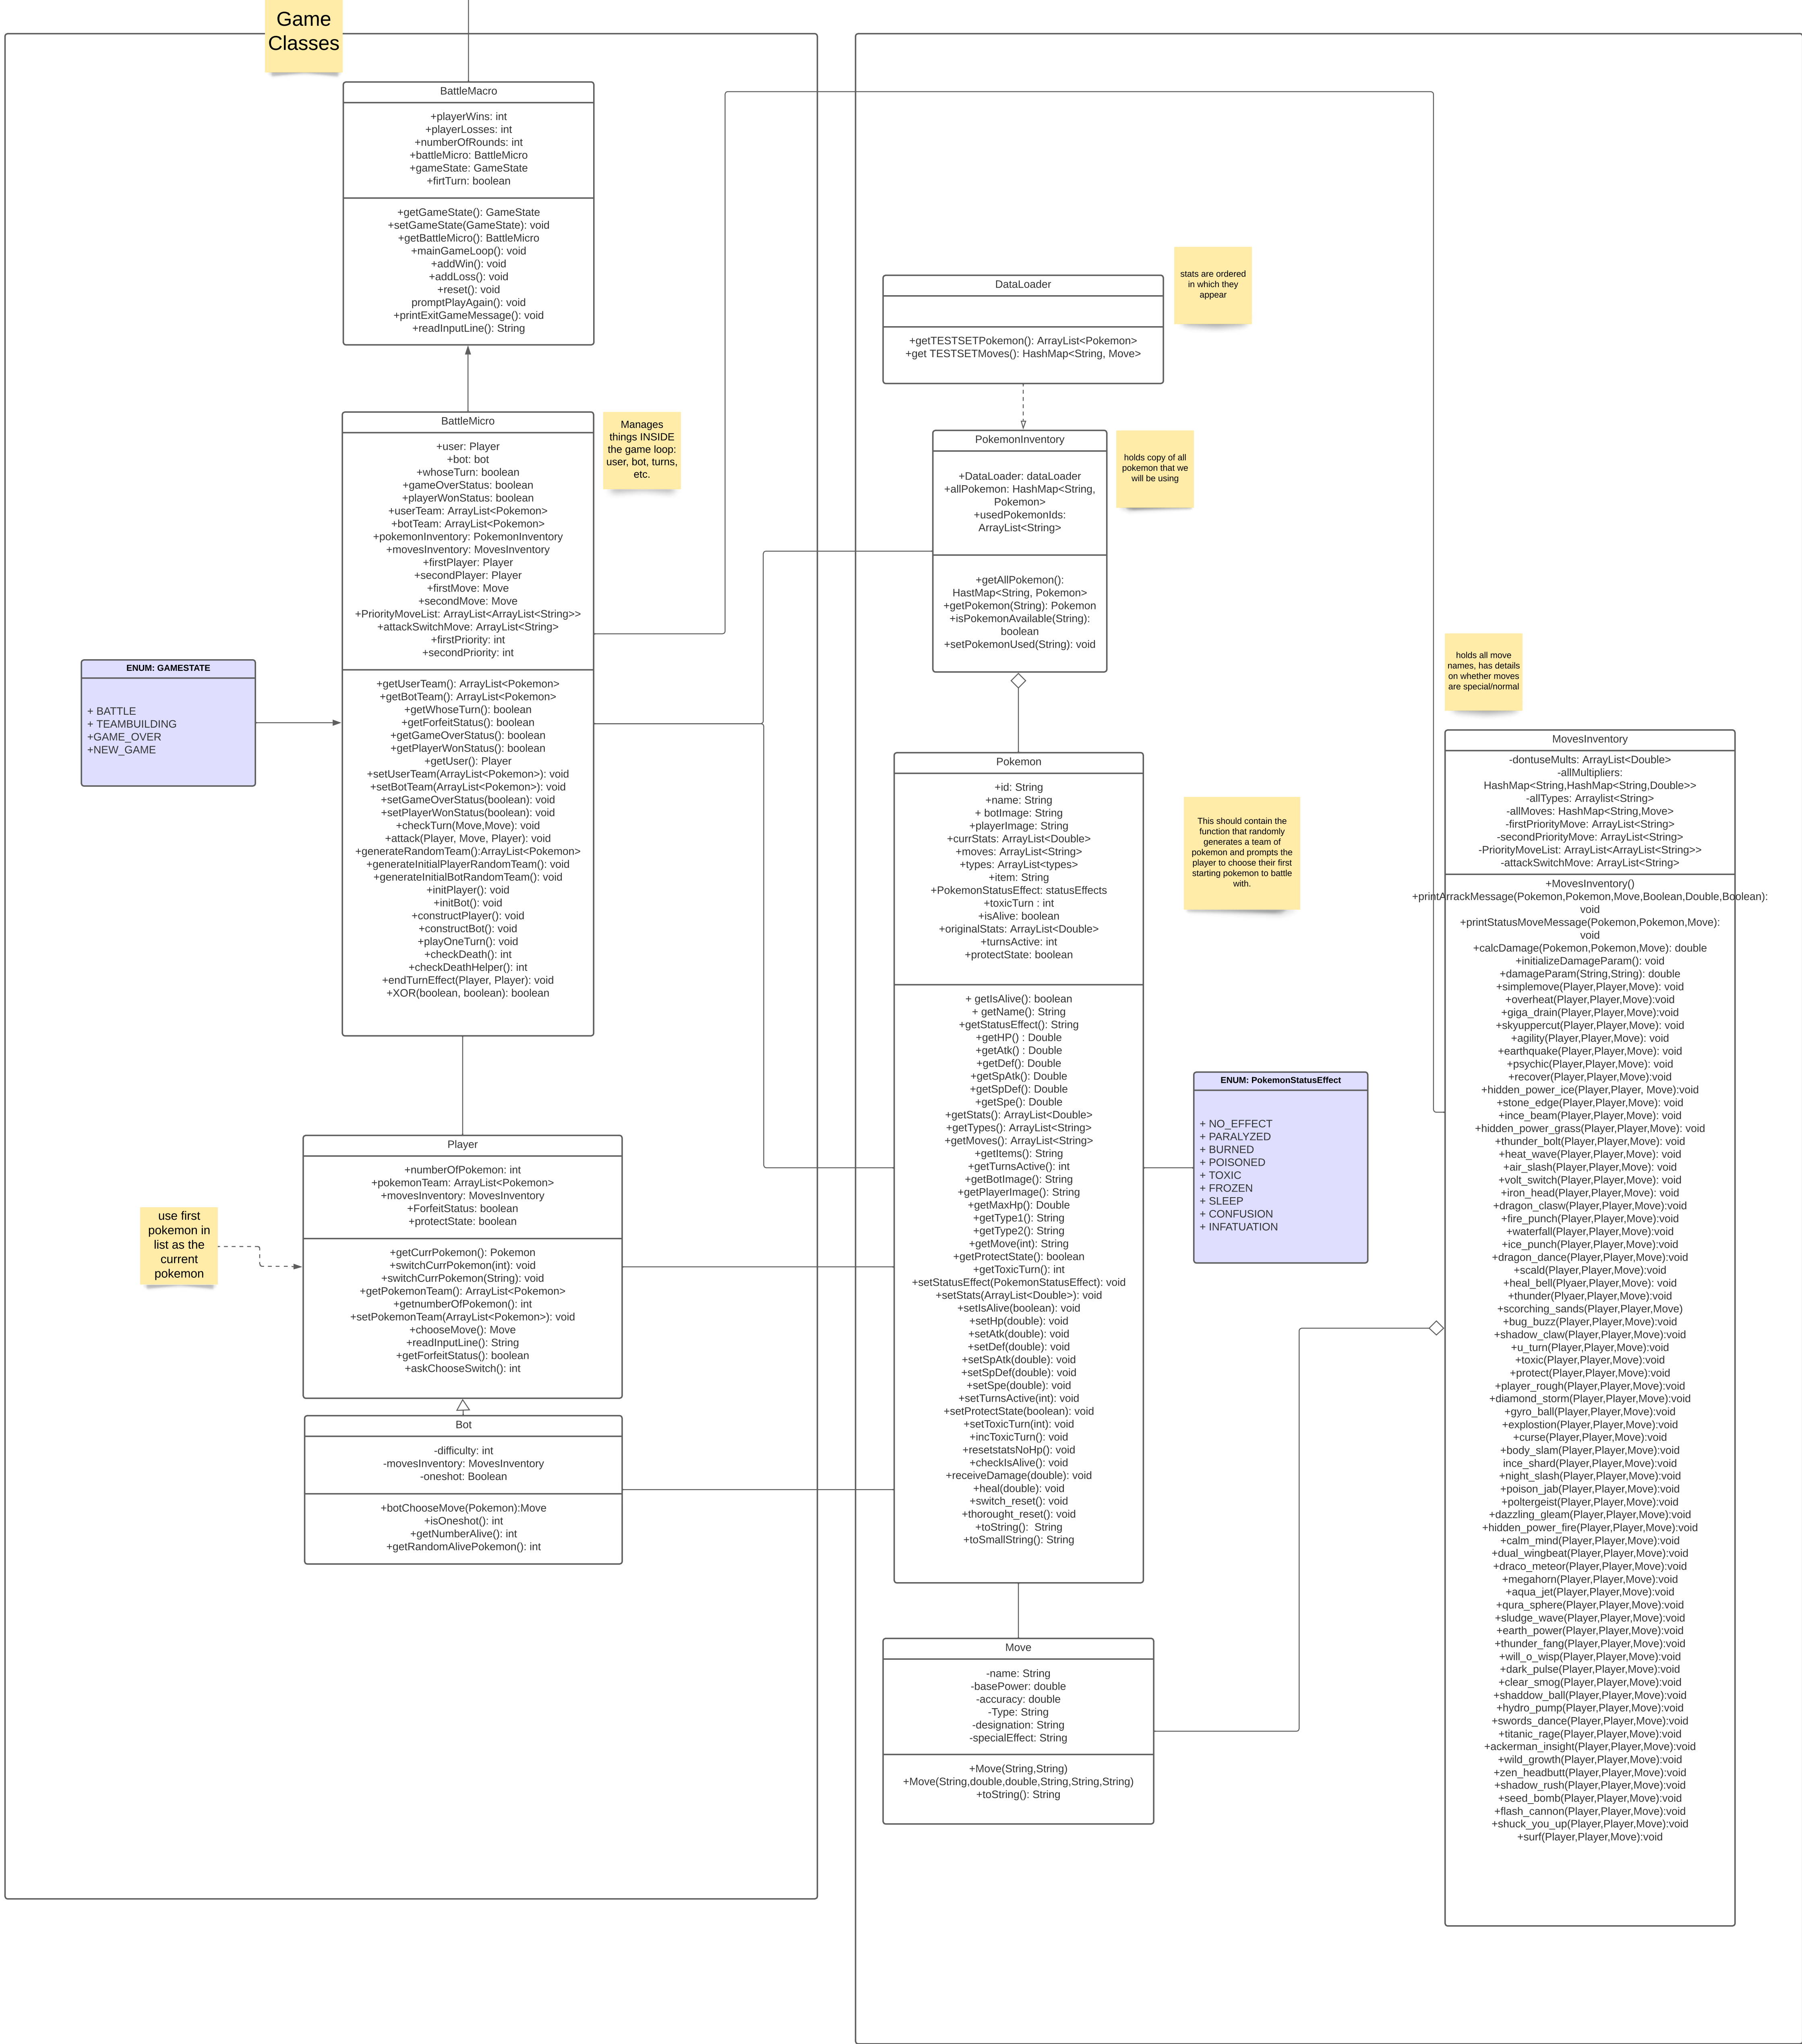 Game
Classes
BattleMacro
+playerWins: int
+playerLosses: int
+numberOfRounds: int
+battleMicro: BattleMicro
+gameState: GameState
+firtTurn: boolean
+getGameState(): GameState
+setGameState(GameState): void
+getBattleMicro(): BattleMicro
+mainGameLoop(): void
+addWin(): void
+addLoss(): void
+reset(): void
promptPlayAgain(): void
+printExitGameMessage(): void
+readInputLine(): String
BattleMicro
+user: Player
+bot: bot
+whoseTurn: boolean
+gameOverStatus: boolean
+playerWonStatus: boolean
+userTeam: ArrayList<Pokemon>
+botTeam: ArrayList<Pokemon>
+pokemonInventory: PokemonInventory
+movesInventory: MovesInventory
+firstPlayer: Player
+secondPlayer: Player
+firstMove: Move
+secondMove: Move
+PriorityMoveList: ArrayList<ArrayList<String>>
+attackSwitchMove: ArrayList<String>
+firstPriority: int
+secondPriority: int
+getUserTeam(): ArrayList<Pokemon>
+getBotTeam(): ArrayList<Pokemon>
+getWhoseTurn(): boolean
+getForfeitStatus(): boolean
+getGameOverStatus(): boolean
+getPlayerWonStatus(): boolean
+getUser(): Player
+setUserTeam(ArrayList<Pokemon>): void
+setBotTeam(ArrayList<Pokemon>): void
+setGameOverStatus(boolean): void
+setPlayerWonStatus(boolean): void
+checkTurn(Move,Move): void
+attack(Player, Move, Player): void
+generateRandomTeam():ArrayList<Pokemon>
+generateInitialPlayerRandomTeam(): void
+generateInitialBotRandomTeam(): void
+initPlayer(): void
+initBot(): void
+constructPlayer(): void
+constructBot(): void
+playOneTurn(): void
+checkDeath(): int
+checkDeathHelper(): int
+endTurnEffect(Player, Player): void
+XOR(boolean, boolean): boolean
Manages
things INSIDE
the game loop:
user, bot, turns,
etc.
ENUM: GAMESTATE
+ BATTLE
+ TEAMBUILDING
+GAME_OVER
+NEW_GAME
Player
+numberOfPokemon: int
+pokemonTeam: ArrayList<Pokemon>
+movesInventory: MovesInventory
+ForfeitStatus: boolean
+protectState: boolean
+getCurrPokemon(): Pokemon
+switchCurrPokemon(int): void
+switchCurrPokemon(String): void
+getPokemonTeam(): ArrayList<Pokemon>
+getnumberOfPokemon(): int
+setPokemonTeam(ArrayList<Pokemon>): void
+chooseMove(): Move
+readInputLine(): String
+getForfeitStatus(): boolean
+askChooseSwitch(): int
use first
pokemon in
list as the
current
pokemon
Bot
-difficulty: int
-movesInventory: MovesInventory
-oneshot: Boolean
+botChooseMove(Pokemon):Move
+isOneshot(): int
+getNumberAlive(): int
+getRandomAlivePokemon(): int
DataLoader
+getTESTSETPokemon(): ArrayList<Pokemon>
+get TESTSETMoves(): HashMap<String, Move>
stats are ordered
in which they
appear
PokemonInventory
+DataLoader: dataLoader
+allPokemon: HashMap<String,
Pokemon>
+usedPokemonIds:
ArrayList<String>
+getAllPokemon():
HastMap<String, Pokemon>
+getPokemon(String): Pokemon
+isPokemonAvailable(String):
boolean
+setPokemonUsed(String): void
holds copy of all
pokemon that we
will be using
Pokemon
+id: String
+name: String
+ botImage: String
+playerImage: String
+currStats: ArrayList<Double>
+moves: ArrayList<String>
+types: ArrayList<types>
+item: String
+PokemonStatusEffect: statusEffects
+toxicTurn : int
+isAlive: boolean
+originalStats: ArrayList<Double>
+turnsActive: int
+protectState: boolean
+ getIsAlive(): boolean
+ getName(): String
+getStatusEffect(): String
+getHP() : Double
+getAtk() : Double
+getDef(): Double
+getSpAtk(): Double
+getSpDef(): Double
+getSpe(): Double
+getStats(): ArrayList<Double>
+getTypes(): ArrayList<String>
+getMoves(): ArrayList<String>
+getItems(): String
+getTurnsActive(): int
+getBotImage(): String
+getPlayerImage(): String
+getMaxHp(): Double
+getType1(): String
+getType2(): String
+getMove(int): String
+getProtectState(): boolean
+getToxicTurn(): int
+setStatusEffect(PokemonStatusEffect): void
+setStats(ArrayList<Double>): void
+setIsAlive(boolean): void
+setHp(double): void
+setAtk(double): void
+setDef(double): void
+setSpAtk(double): void
+setSpDef(double): void
+setSpe(double): void
+setTurnsActive(int): void
+setProtectState(boolean): void
+setToxicTurn(int): void
+incToxicTurn(): void
+resetstatsNoHp(): void
+checkIsAlive(): void
+receiveDamage(double): void
+heal(double): void
+switch_reset(): void
+thorought_reset(): void
+toString():  String
+toSmallString(): String
This should contain the
function that randomly
generates a team of
pokemon and prompts the
player to choose their first
starting pokemon to battle
with.
ENUM: PokemonStatusEffect
+ NO_EFFECT
+ PARALYZED
+ BURNED
+ POISONED
+ TOXIC
+ FROZEN
+ SLEEP
+ CONFUSION
+ INFATUATION
Move
-name: String
-basePower: double
-accuracy: double
-Type: String
-designation: String
-specialEffect: String
+Move(String,String)
+Move(String,double,double,String,String,String)
+toString(): String
holds all move
names, has details
on whether moves
are special/normal
MovesInventory
-dontuseMults: ArrayList<Double>
-allMultipliers:
HashMap<String,HashMap<String,Double>>
-allTypes: Arraylist<String>
-allMoves: HashMap<String,Move>
-firstPriorityMove: ArrayList<String>
-secondPriorityMove: ArrayList<String>
-PriorityMoveList: ArrayList<ArrayList<String>>
-attackSwitchMove: ArrayList<String>
+MovesInventory()
+printArrackMessage(Pokemon,Pokemon,Move,Boolean,Double,Boolean):
void
+printStatusMoveMessage(Pokemon,Pokemon,Move):
void
+calcDamage(Pokemon,Pokemon,Move): double
+initializeDamageParam(): void
+damageParam(String,String): double
+simplemove(Player,Player,Move): void
+overheat(Player,Player,Move):void
+giga_drain(Player,Player,Move):void
+skyuppercut(Player,Player,Move): void
+agility(Player,Player,Move): void
+earthquake(Player,Player,Move): void
+psychic(Player,Player,Move): void
+recover(Player,Player,Move):void
+hidden_power_ice(Player,Player, Move):void
+stone_edge(Player,Player,Move): void
+ince_beam(Player,Player,Move): void
+hidden_power_grass(Player,Player,Move): void
+thunder_bolt(Player,Player,Move): void
+heat_wave(Player,Player,Move): void
+air_slash(Player,Player,Move): void
+volt_switch(Player,Player,Move): void
+iron_head(Player,Player,Move): void
+dragon_clasw(Player,Player,Move): void
+fire_punch(Player,Player,Move):void
+waterfall(Player,Player,Move): void
+ice_punch(Player,Player,Move):void
+dragon_dance(Player,Player,Move):void
+scald(Player,Player,Move):void
+heal_bell(Plyaer,Player,Move): void
+thunder(Plyaer,Player,Move):void
+scorching_sands(Player,Player,Move)
+bug_buzz(Player,Player,Move):void
+shadow_claw(Player,Player,Move):void
+u_turn(Player,Player,Move):void
+toxic(Player,Player,Move):void
+protect(Player,Player,Move):void
+player_rough(Player,Player,Move):void
+diamond_storm(Player,Player,Move):void
+gyro_ball(Player,Player,Move):void
+explostion(Player,Player,Move):void
+curse(Player,Player,Move):void
+body_slam(Player,Player,Move):void
ince_shard(Player,Player,Move):void
+night_slash(Player,Player,Move):void
+poison_jab(Player,Player,Move):void
+poltergeist(Player,Player,Move):void
+dazzling_gleam(Player,Player,Move):void
+hidden_power_fire(Player,Player,Move):void
+calm_mind(Player,Player,Move):void
+dual_wingbeat(Player,Player,Move):void
+draco_meteor(Player,Player,Move):void
+megahorn(Player,Player,Move):void
+aqua_jet(Player,Player,Move):void
+qura_sphere(Player,Player,Move):void
+sludge_wave(Player,Player,Move):void
+earth_power(Player,Player,Move):void
+thunder_fang(Player,Player,Move):void
+will_o_wisp(Player,Player,Move):void
+dark_pulse(Player,Player,Move):void
+clear_smog(Player,Player,Move):void
+shaddow_ball(Player,Player,Move):void
+hydro_pump(Player,Player,Move):void
+swords_dance(Player,Player,Move):void
+titanic_rage(Player,Player,Move):void
+ackerman_insight(Player,Player,Move):void
+wild_growth(Player,Player,Move):void
+zen_headbutt(Player,Player,Move):void
+shadow_rush(Player,Player,Move):void
+seed_bomb(Player,Player,Move):void
+flash_cannon(Player,Player,Move):void
+shuck_you_up(Player,Player,Move):void
+surf(Player,Player,Move):void